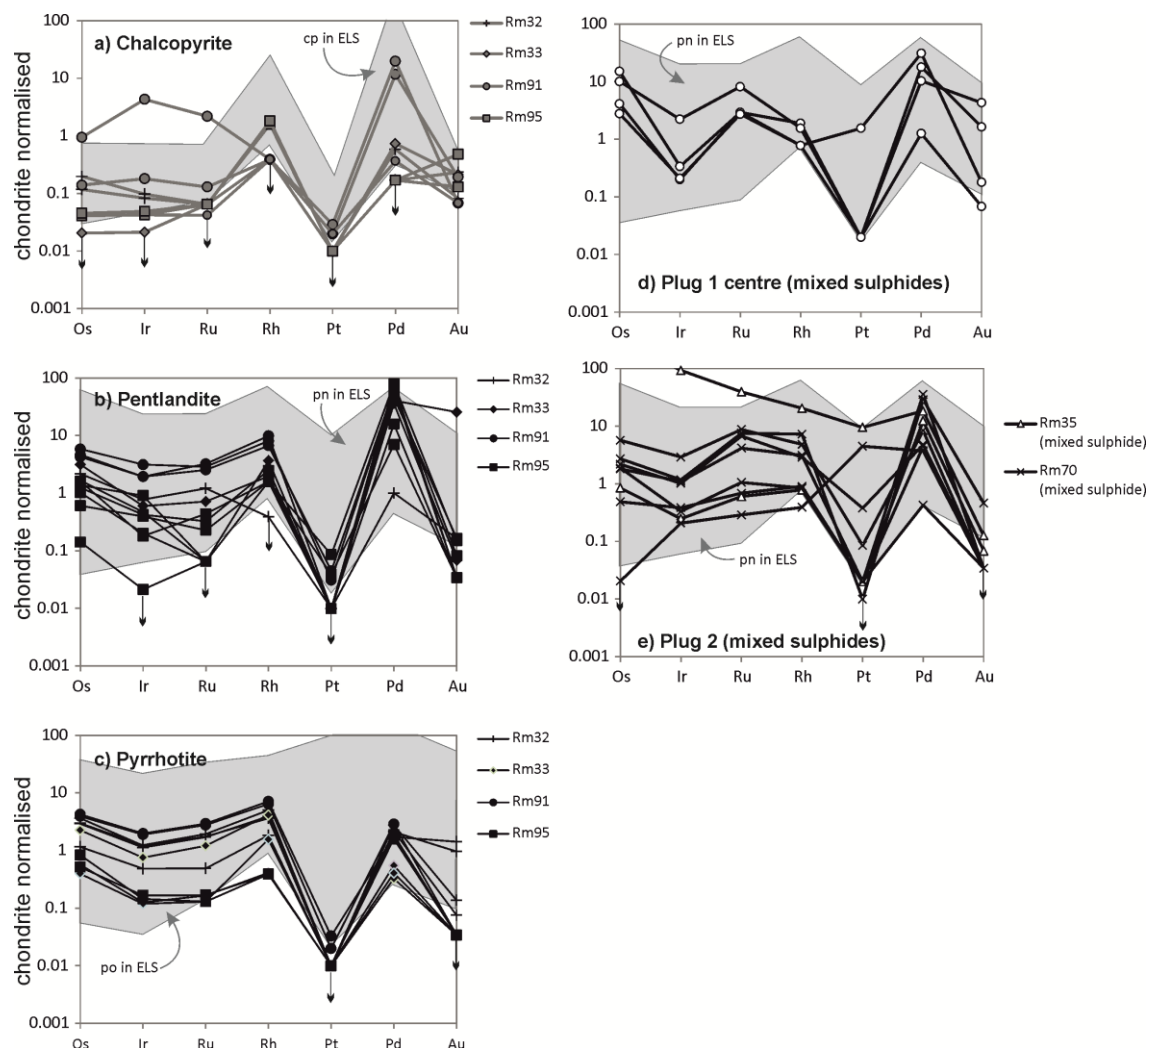 100
a) Chalcopyrite
cp in ELS
10
1
0.1
0.01
0.001
chondrite normalised
Os Ir Ru Rh Pt Pd Au
Rm32
Rm33
Rm91
Rm95
100
pn in ELS
10
1
0.1
0.01
0.001
d) Plug 1 centre (mixed sulphides)
Os Ir Ru Rh Pt Pd Au
100
b) Pentlandite
pn in ELS
10
1
0.1
0.01
0.001
chondrite normalised
Os Ir Ru Rh Pt Pd Au
Rm32
Rm33
Rm91
Rm95
100
10
1
0.1
0.01
0.001
pn in ELS
e) Plug 2 (mixed sulphides)
Os Ir Ru Rh Pt Pd Au
Rm35
(mixed sulphide)
Rm70
(mixed sulphide)
100
c) Pyrrhotite
10
1
0.1
0.01
0.001
po in ELS
chondrite normalised
Os Ir Ru Rh Pt Pd Au
Rm32
Rm33
Rm91
Rm95